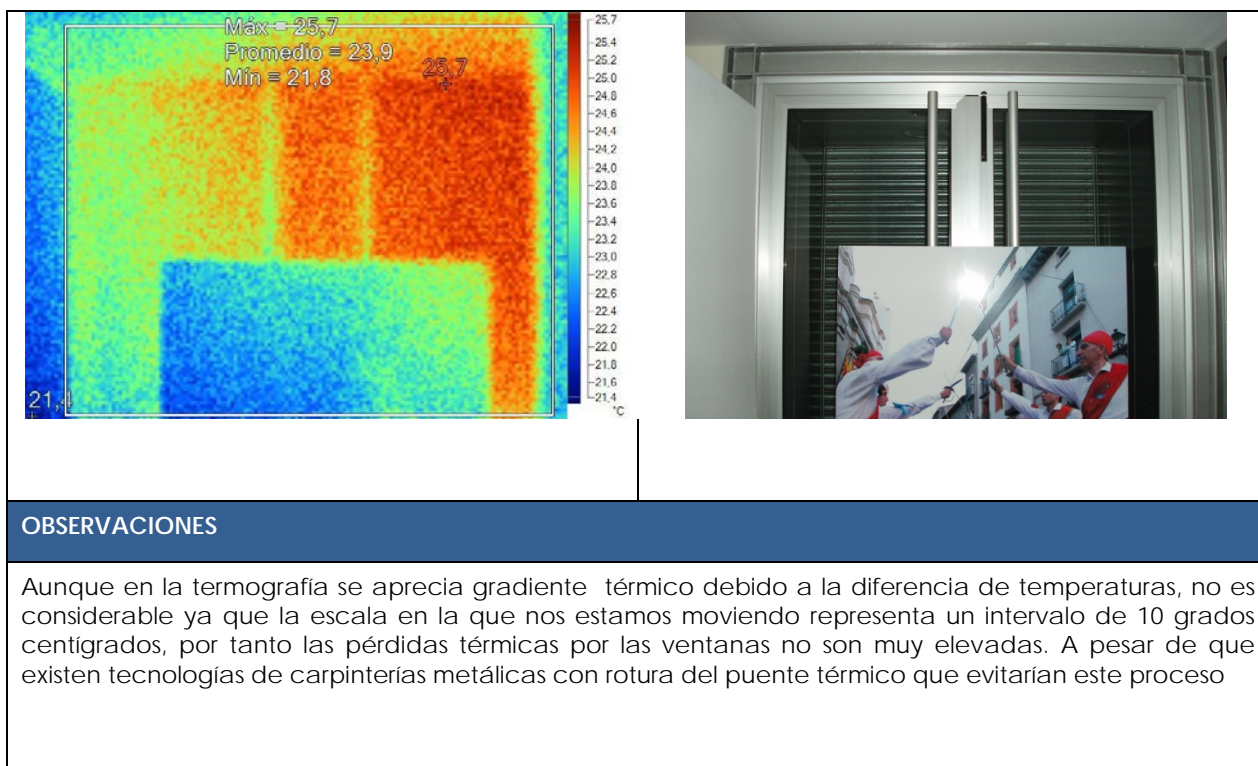 Máx = 25,7
Promedio = 23,9
Mín = 21,8
25,7
21,4
25,7
25,4
25.2
25.0
24,8
24,6
24,4
24,2
24,0
23.8
23,6
23,4
23,2
23,0
22,8
22,6
22,4
22,2
22.0
21,8
21,6
21,4
°C
OBSERVACIONES
Aunque en la termografía se aprecia gradiente térmico debido a la diferencia de temperaturas, no es
considerable ya que la escala en la que nos estamos moviendo representa un intervalo de 10 grados
centígrados, por tanto las pérdidas térmicas por las ventanas no son muy elevadas. A pesar de que
existen tecnologías de carpinterías metálicas con rotura del puente térmico que evitarían este proceso